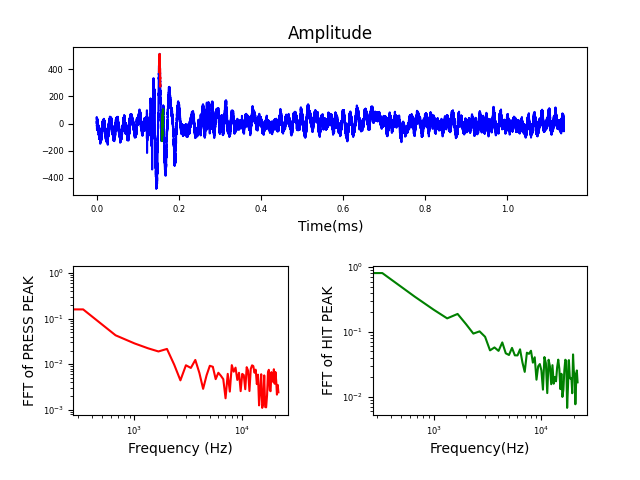 Amplitude
400
200
0
−200
−400
0.0 0.2 0.4 0.6 0.8 1.0
Time(ms)
FFT of PRESS PEAK
10⁰
10⁻¹
10⁻²
10⁻³
10³ 10⁴
Frequency (Hz)
FFT of HIT PEAK
10⁰
10⁻¹
10⁻²
10³ 10⁴
Frequency(Hz)